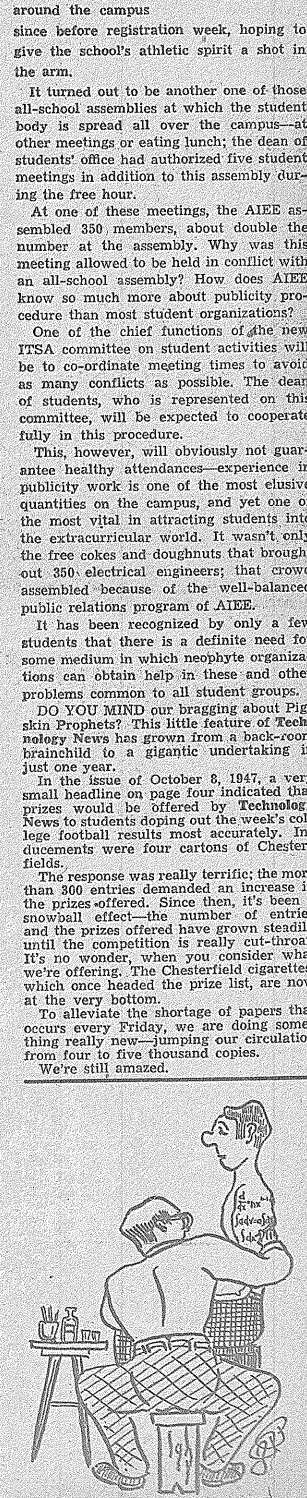 around the campus
since before registration week, hoping to
give the school's athletic spirit a shot in
the arm.
It turned out to be another one of those
all-school assemblies at which the student
body is spread all over the campus—at
other meetings or eating lunch; the dean of
students' office had authorized five student
meetings in addition to this assembly dur-
ing the free hour.
At one of these meetings, the AIEE as-
sembled 350 members, about double the
number at the assembly. Why was this
meeting allowed to be held in conflict with
an all-school assembly? How does AIEE
know so much more about publicity pro-
cedure than most student organizations?
One of the chief functions of the new
ITSA committee on student activities will
be to co-ordinate meeting times to avoid
as many conflicts as possible. The dean
of students, who is represented on this
committee, will be expected to cooperate
fully in this procedure.
This, however, will obviously not guar-
antee healthy attendances—experience in
publicity work is one of the most elusive
quantities on the campus, and yet one o
the most vital in attracting students into
the extracurricular world. It wasn't only
the free cokes and doughnuts that brough
out 350 electrical engineers; that crow
assembled because of the well-balanced
public relations program of AIEE.
It has been recognized by only a few
students that there is a definite need fo
some medium in which neophyte organiza
tions can obtain help in these and othe
problems common to all student groups.
DO YOU MIND our bragging about Pig
skin Prophets? This little feature of Tech
nology News has grown from a back-room
brainchild to a gigantic undertaking i
just one year.
In the issue of October 8, 1947, a ver
small headline on page four indicated tha
prizes would be offered by Technolog
News to students doping out the week's col
lege football results most accurately. In
ducements were four cartons of Chester
fields.
The response was really terrific; the mor
than 300 entries demanded an increase i
the prizes offered. Since then, it's been
snowball effect—the number of entrie
and the prizes offered have grown steadil
until the competition is really cut-throa
It's no wonder, when you consider wha
we're offering. The Chesterfield cigarette
which once headed the prize list, are now
at the very bottom.
To alleviate the shortage of papers tha
occurs every Friday, we are doing some
thing really new—jumping our circulatio
from four to five thousand copies.
We're still amazed.